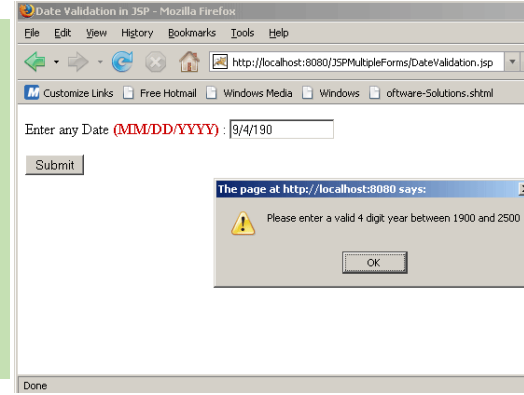 Date Validation in JSP - Mozilla Firefox
File Edit View History Bookmarks Tools Help
http://localhost:8080/JSPMultipleForms/DateValidation.jsp
Customize Links Free Hotmail Windows Media Windows oftware-Solutions.shtml
Enter any Date (MM/DD/YYYY) : 9/4/190
Submit
The page at http://localhost:8080 says:
Please enter a valid 4 digit year between 1900 and 2500
OK
Done